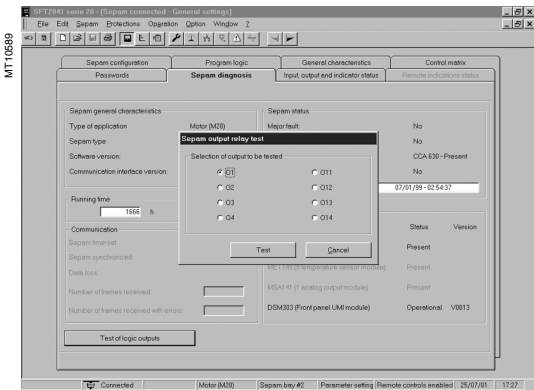 MT10589
SFT2841 serie 20 - [Sepam connected - General settings]
File Edit Sepam Protections Operation Option Window ?
Sepam configuration Program logic General characteristics Control matrix
Passwords Sepam diagnosis Input, output and indicator status Remote indications status
Sepam general characteristics
Type of application Motor (M20)
Sepam type
Software version:
Communication interface version:
Running time
1666 h
Communication
Sepam time-set:
Sepam synchronized:
Data loss:
Number of frames received:
Number of frames received with errors:
Test of logic outputs
Sepam status
Major fault: No
No
CCA 630 - Present
No
07/01/99 - 02:54:37
Status Version
Present
MET148 (8 temperature sensor module) Present
MSA141 (1 analog output module) Present
DSM303 (Front panel UMI module) Operational V0013
Sepam output relay test
Selection of output to be tested
O1 O11
O2 O12
O3 O13
O4 O14
Test Cancel
Connected Motor (M20) Sepam bay #2 Parameter setting Remote controls enabled 25/07/01 17:27